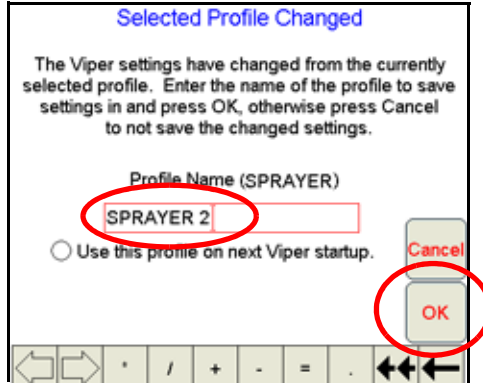 Selected Profile Changed
The Viper settings have changed from the currently
selected profile. Enter the name of the profile to save
settings in and press OK, otherwise press Cancel
to not save the changed settings.
Profile Name (SPRAYER)
SPRAYER 2
Use this profile on next Viper startup.
Cancel
OK
* / + - = .